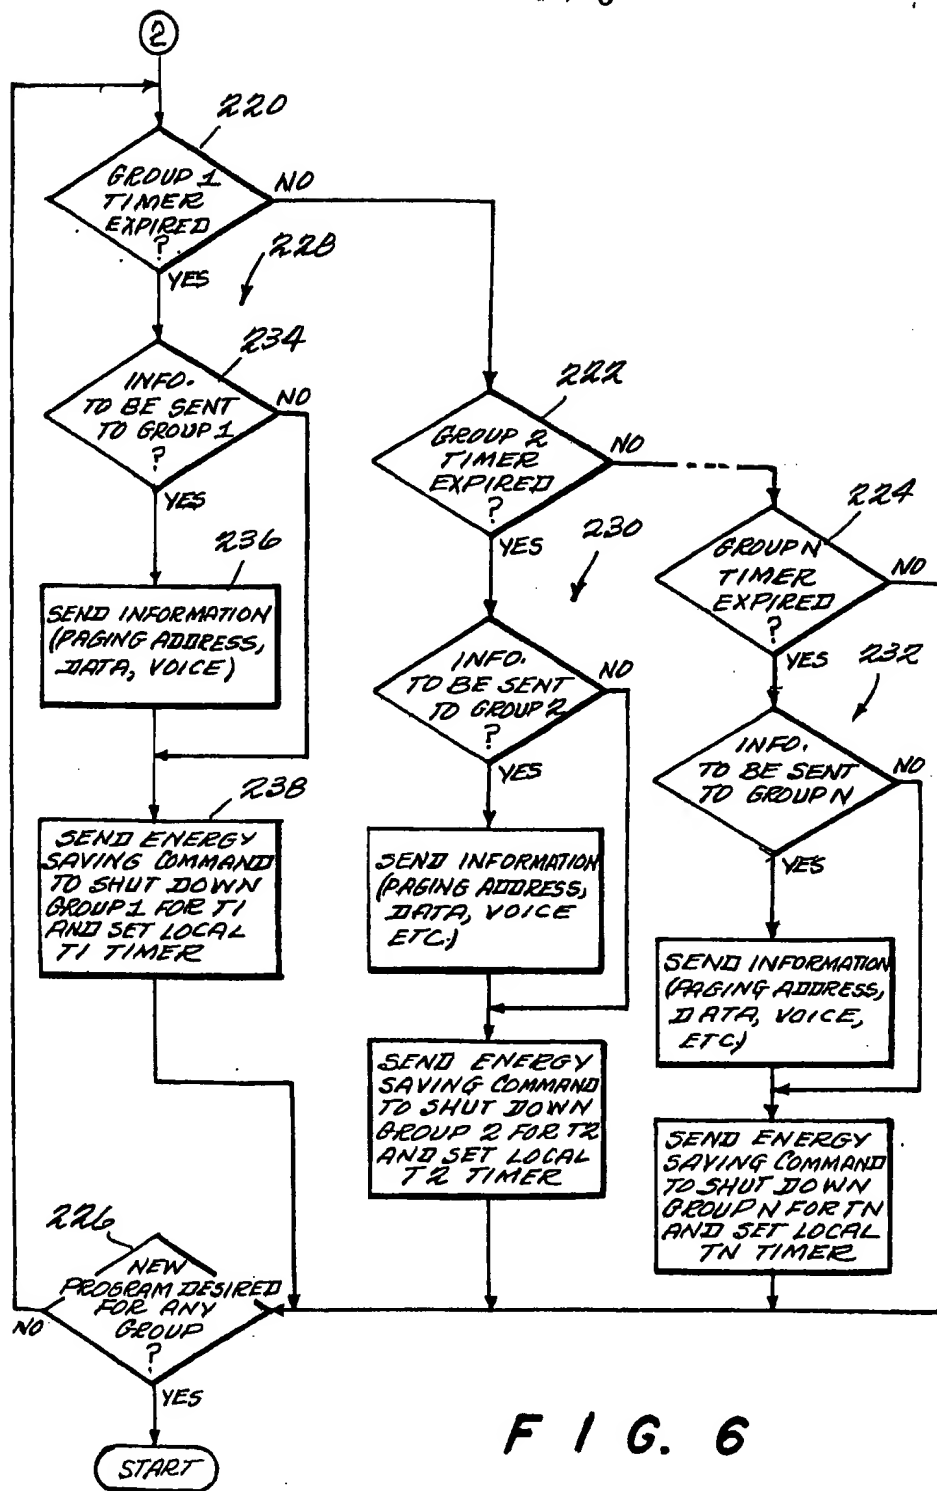 2
220
GROUP 1
TIMER
EXPIRED
?
NO
YES
228
234
INFO.
TO BE SENT
TO GROUP 1
?
NO
YES
236
SEND INFORMATION
(PAGING ADDRESS,
DATA, VOICE)
238
SEND ENERGY
SAVING COMMAND
TO SHUT DOWN
GROUP 1 FOR T1
AND SET LOCAL
T1 TIMER
222
GROUP 2
TIMER
EXPIRED
?
NO
YES
230
INFO.
TO BE SENT
TO GROUP 2
?
NO
YES
SEND INFORMATION
(PAGING ADDRESS,
DATA, VOICE
ETC.)
SEND ENERGY
SAVING COMMAND
TO SHUT DOWN
GROUP 2 FOR T2
AND SET LOCAL
T2 TIMER
224
GROUP N
TIMER
EXPIRED
?
NO
YES
232
INFO.
TO BE SENT
TO GROUP N
NO
YES
SEND INFORMATION
(PAGING ADDRESS,
DATA, VOICE,
ETC.)
SEND ENERGY
SAVING COMMAND
TO SHUT DOWN
GROUP N FOR TN
AND SET LOCAL
TN TIMER
226
NEW
PROGRAM DESIRED
FOR ANY
GROUP
?
NO
YES
START
FIG. 6